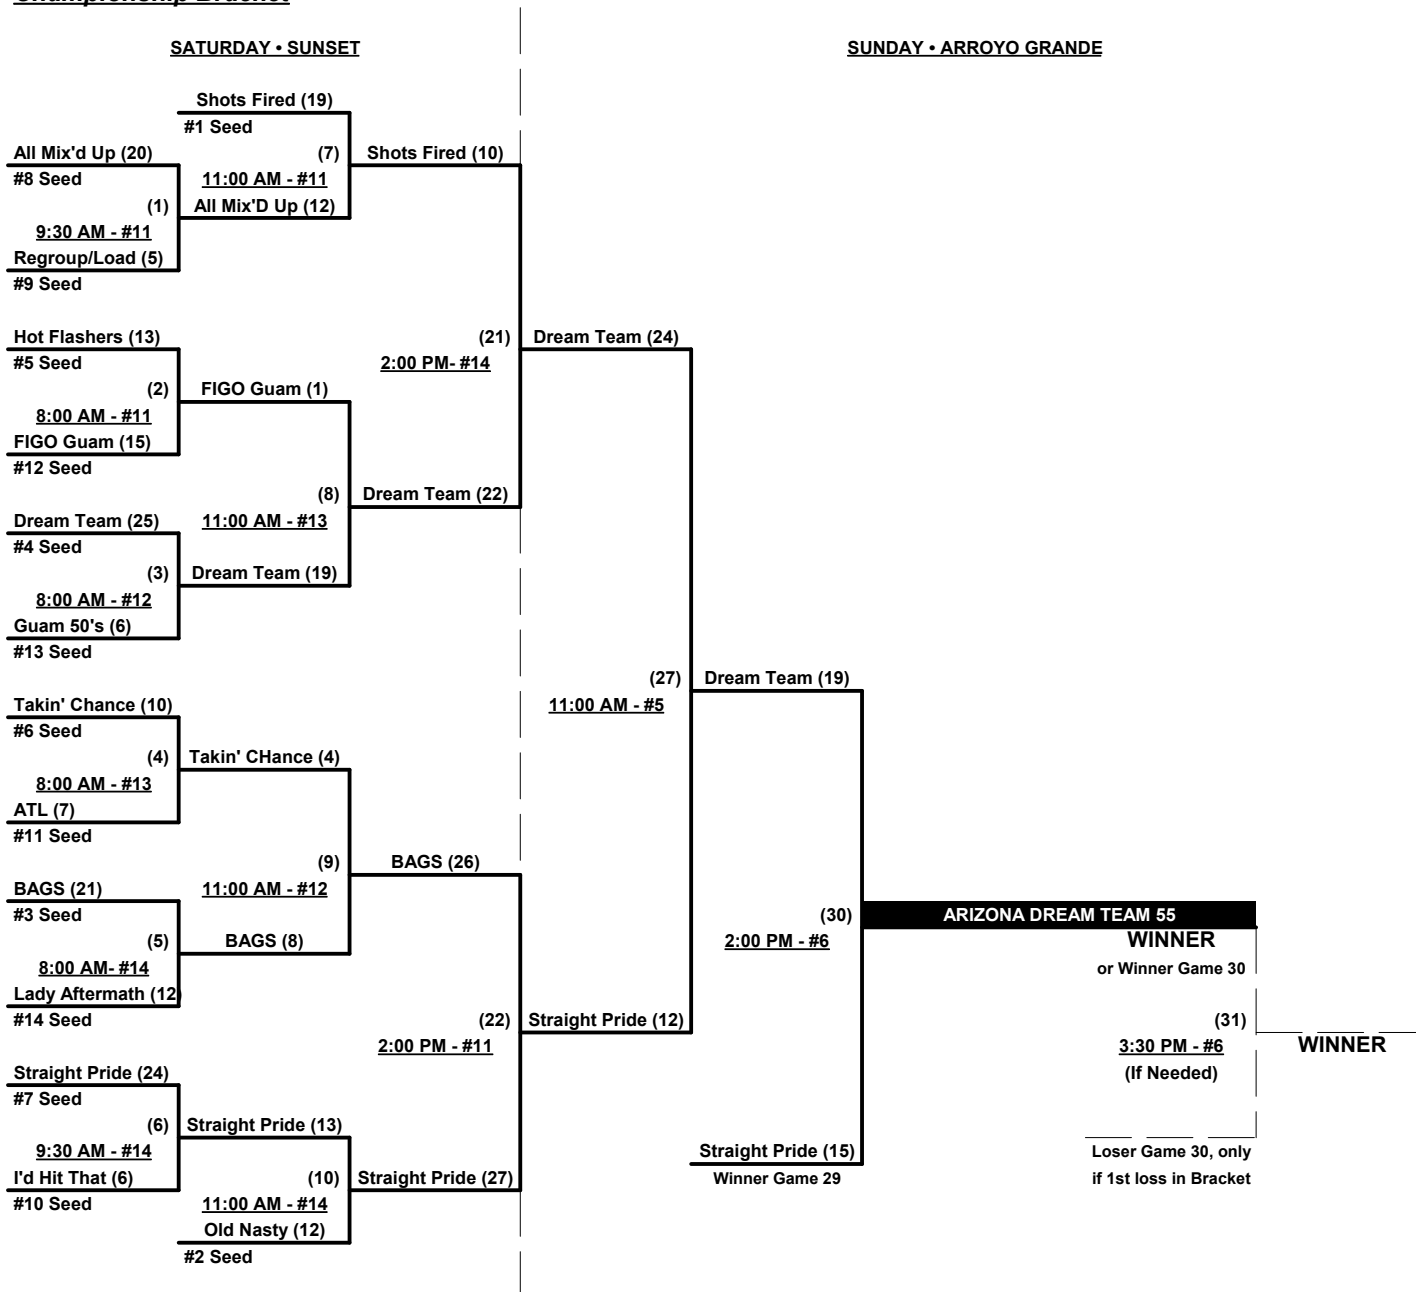 Championship Bracket
SATURDAY • SUNSET
SUNDAY • ARROYO GRANDE
Shots Fired (19)
#1 Seed
All Mix'd Up (20)
(7)
Shots Fired (10)
#8 Seed
11:00 AM - #11
(1)
All Mix'D Up (12)
9:30 AM - #11
Regroup/Load (5)
#9 Seed
Hot Flashers (13)
(21)
Dream Team (24)
#5 Seed
2:00 PM- #14
(2)
FIGO Guam (1)
8:00 AM - #11
FIGO Guam (15)
#12 Seed
(8)
Dream Team (22)
Dream Team (25)
11:00 AM - #13
#4 Seed
(3)
Dream Team (19)
8:00 AM - #12
Guam 50's (6)
#13 Seed
(27)
Dream Team (19)
Takin' Chance (10)
11:00 AM - #5
#6 Seed
(4)
Takin' CHance (4)
8:00 AM - #13
ATL (7)
#11 Seed
(9)
BAGS (26)
BAGS (21)
11:00 AM - #12
#3 Seed
(30)
ARIZONA DREAM TEAM 55
(5)
BAGS (8)
2:00 PM - #6
WINNER
8:00 AM- #14
or Winner Game 30
Lady Aftermath (12)
#14 Seed
(22)
Straight Pride (12)
(31)
2:00 PM - #11
3:30 PM - #6
WINNER
Straight Pride (24)
(If Needed)
#7 Seed
(6)
Straight Pride (13)
9:30 AM - #14
Straight Pride (15)
Loser Game 30, only
I'd Hit That (6)
(10)
Straight Pride (27)
Winner Game 29
if 1st loss in Bracket
#10 Seed
11:00 AM - #14
Old Nasty (12)
#2 Seed